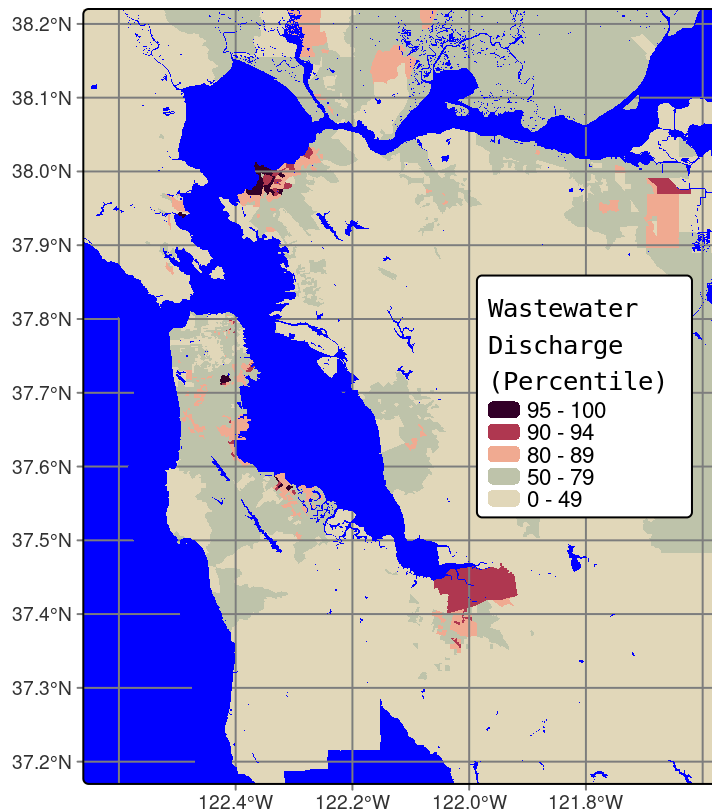 38.2°N
38.1°N
38.0°N
37.9°N
37.8°N
37.7°N
37.6°N
37.5°N
37.4°N
37.3°N
37.2°N
Wastewater
Discharge
(Percentile)
95 - 100
90 - 94
80 - 89
50 - 79
0 - 49
122.4°W 122.2°W 122.0°W 121.8°W